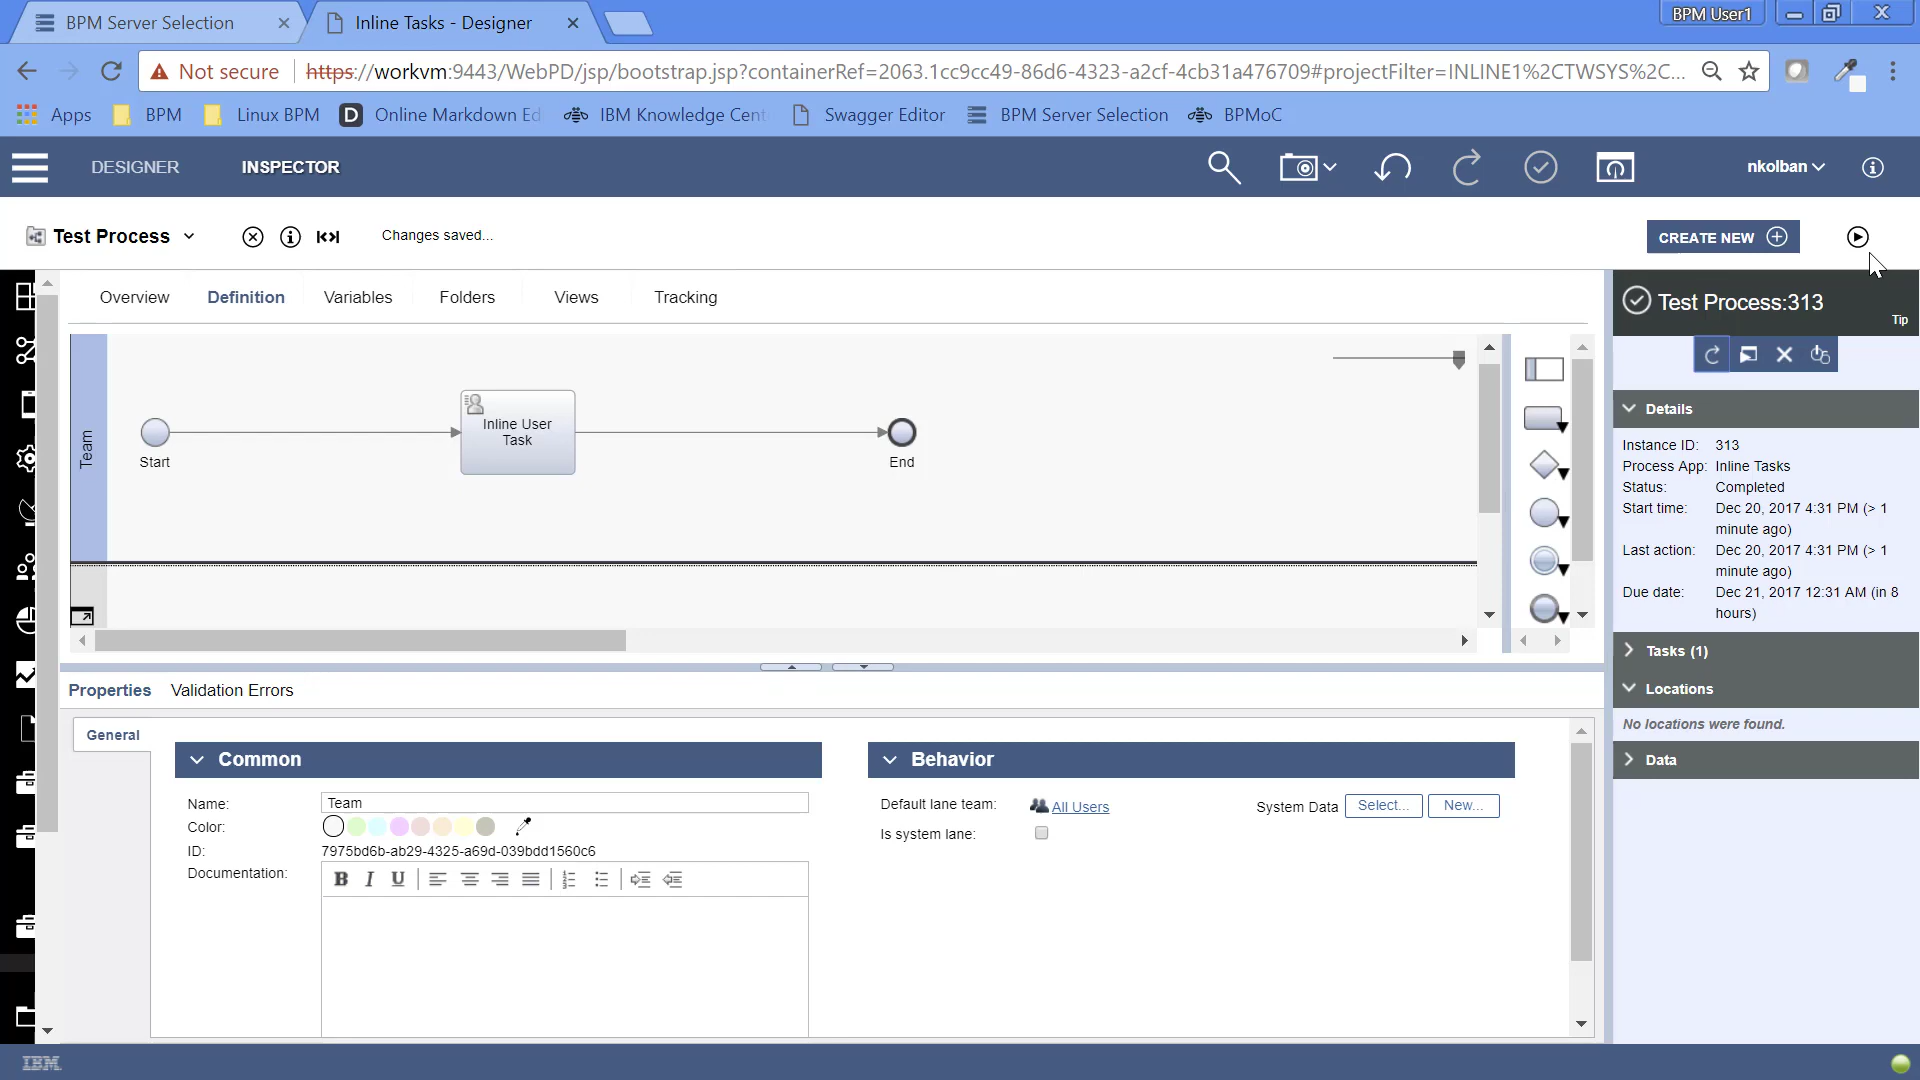 BPM Server Selection
Inline Tasks - Designer
BPM User1
Not secure
https://workvm:9443/WebPD/jsp/bootstrap.jsp?containerRef=2063.1cc9cc49-86d6-4323-a2cf-4cb31a476709#projectFilter=INLINE1%2CTWSYS%2C...
Apps
BPM
Linux BPM
D
Online Markdown Ed
IBM Knowledge Cent
Swagger Editor
BPM Server Selection
BPMoC
DESIGNER
INSPECTOR
nkolban
Test Process
Changes saved...
CREATE NEW
Overview
Definition
Variables
Folders
Views
Tracking
Team
Start
Inline User
Task
End
Test Process:313
Tip
Details
Instance ID: 313
Process App: Inline Tasks
Status: Completed
Start time: Dec 20, 2017 4:31 PM (> 1
minute ago)
Last action: Dec 20, 2017 4:31 PM (> 1
minute ago)
Due date: Dec 21, 2017 12:31 AM (in 8
hours)
Tasks (1)
Locations
No locations were found.
Data
Properties
Validation Errors
General
Common
Name: Team
Color:
ID: 7975bd6b-ab29-4325-a69d-039bdd1560c6
Documentation:
B I U
Behavior
Default lane team: All Users
System Data Select... New...
Is system lane:
IBM